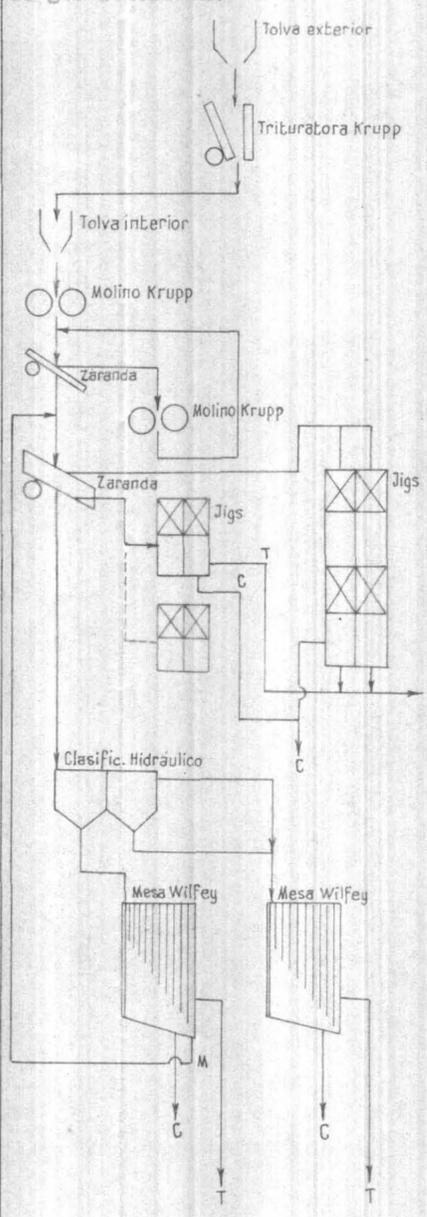 Tolva exterior
Trituratora Krupp
Tolva interior
Molino Krupp
Zaranda
Molino Krupp
Zaranda
Jigs
Jigs
T
C
C
Clasific. Hidráulico
Mesa Wilfey
Mesa Wilfey
M
C
C
T
T